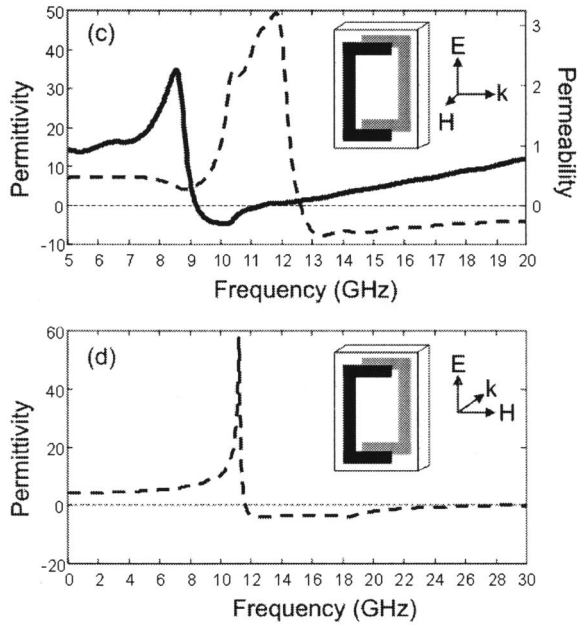 (c)
Permittivity
50
40
30
20
10
0
-10
3
2
1
0
Permeability
E
k
H
5 6 7 8 9 10 11 12 13 14 15 16 17 18 19 20
Frequency (GHz)
(d)
Permittivity
60
40
20
0
-20
E
k
H
0 2 4 6 8 10 11 12 14 16 20 22 24 26 28 30
Frequency (GHz)